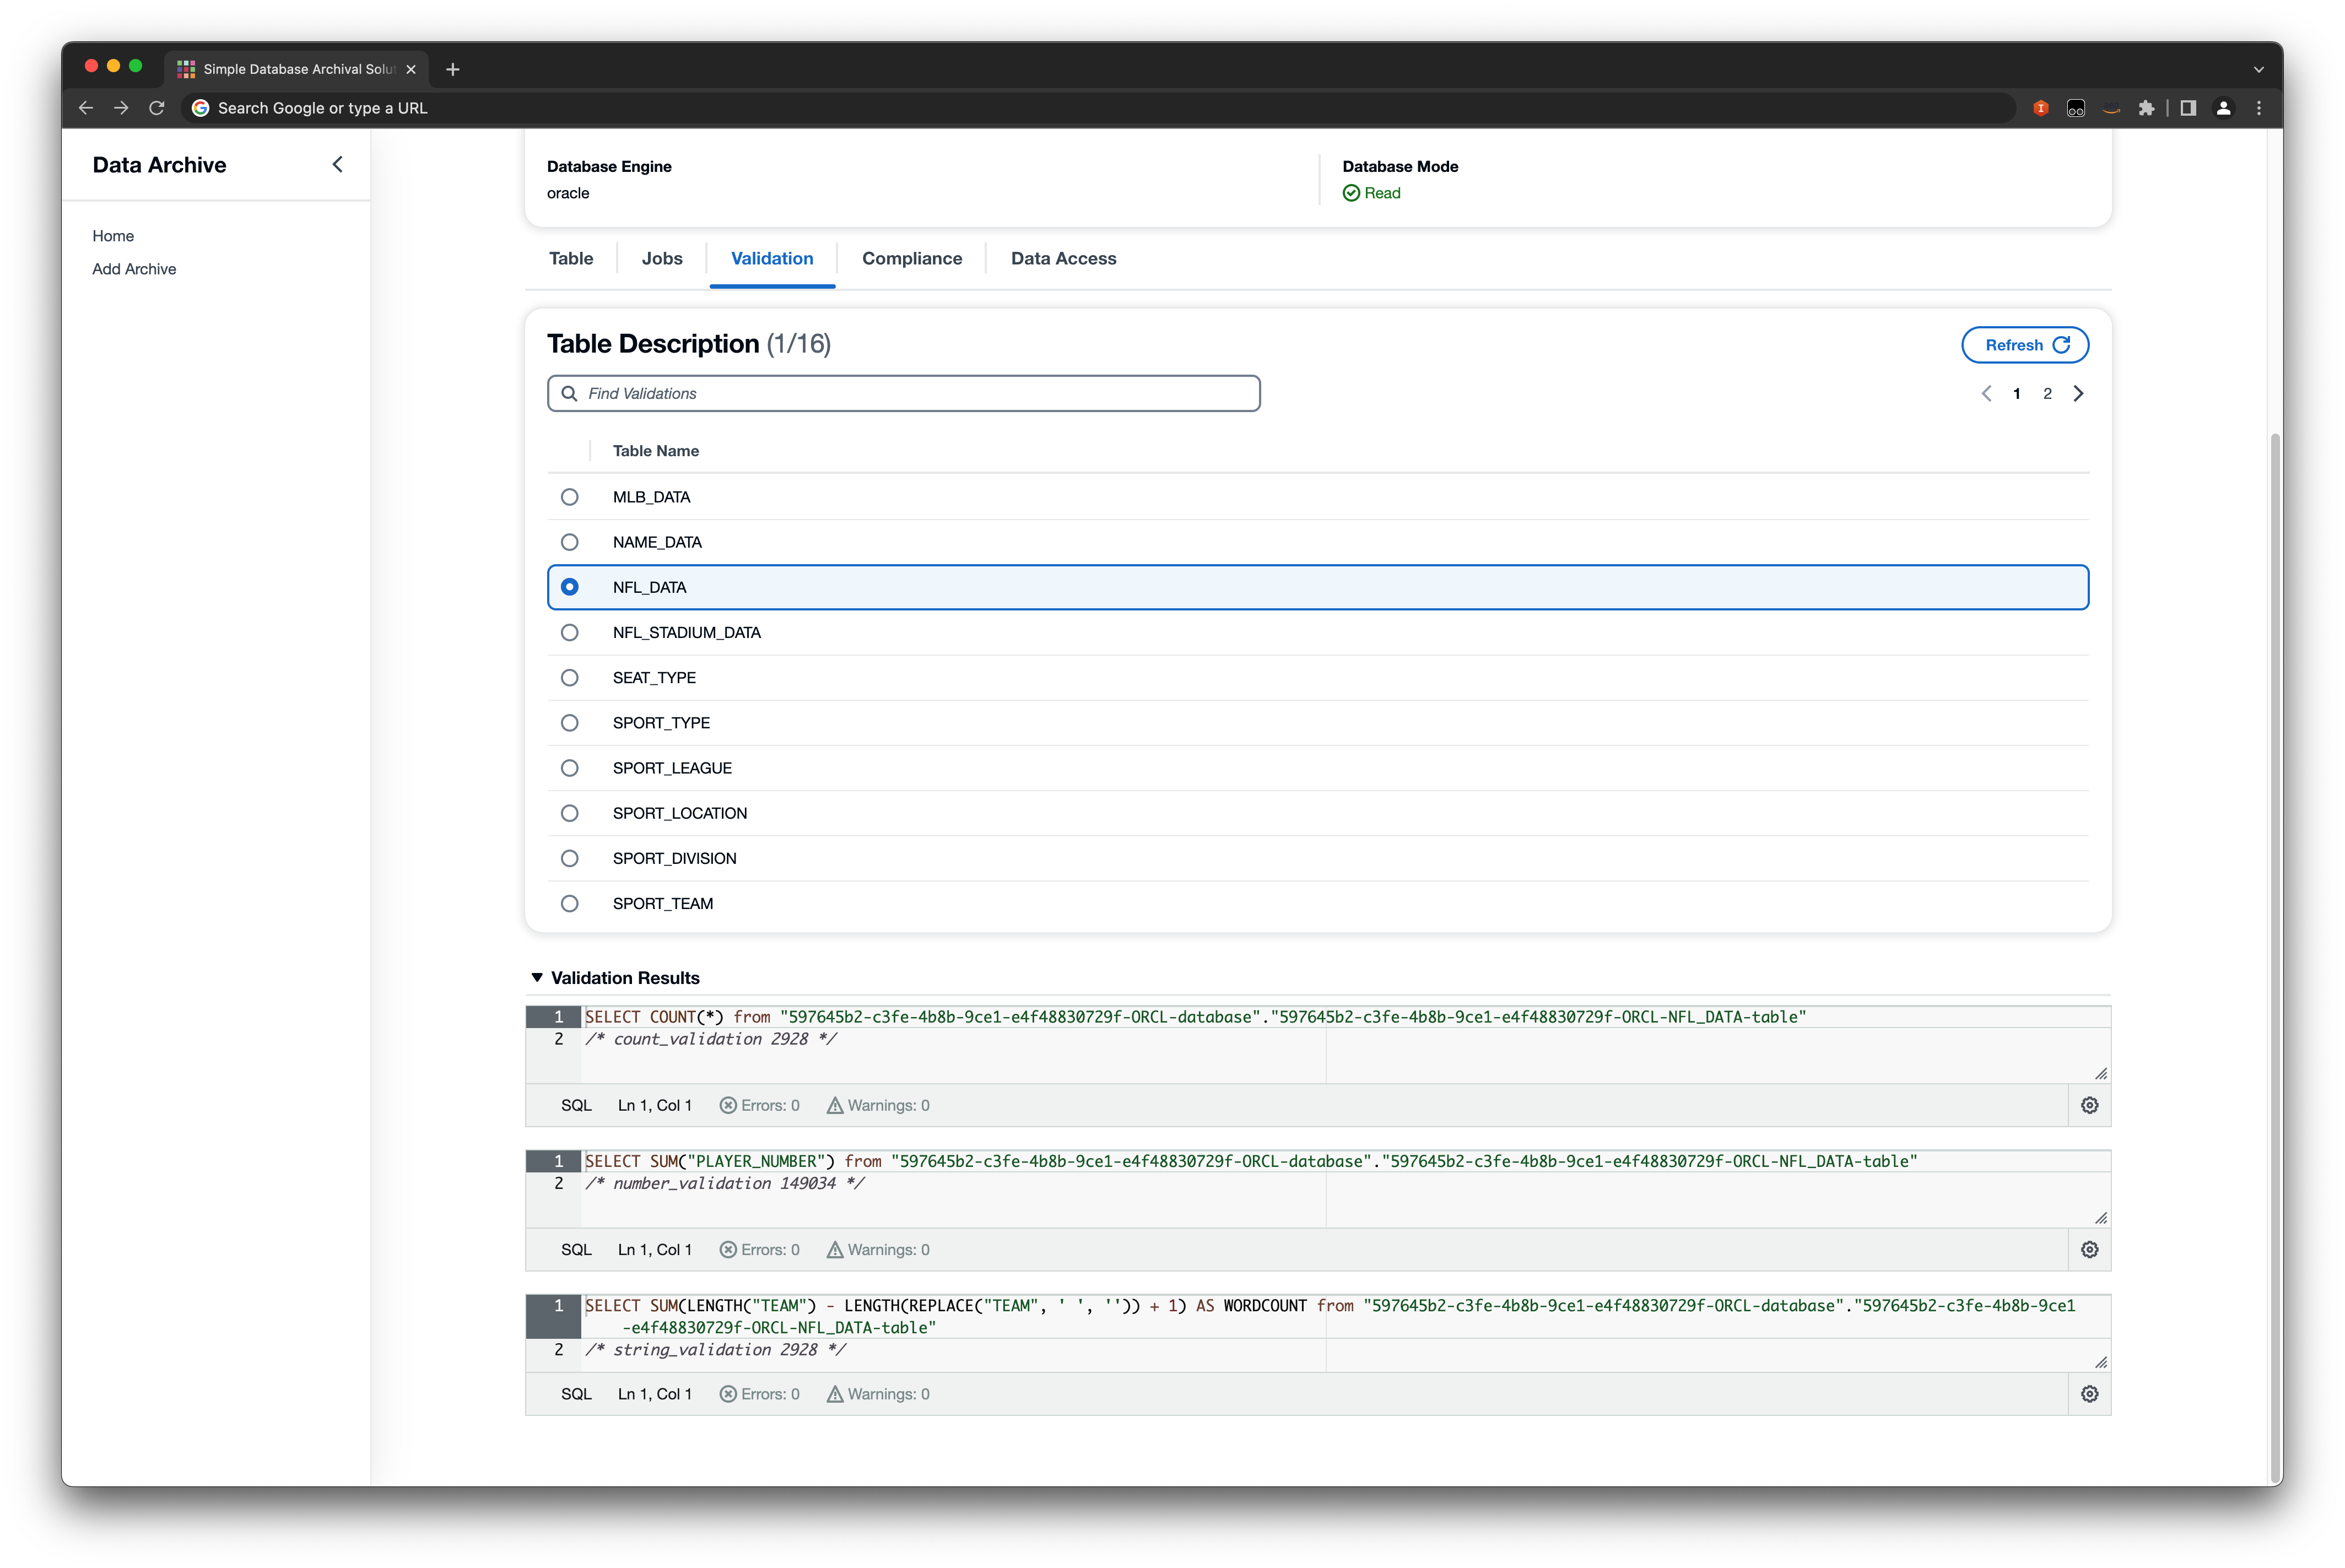 Simple Database Archival Solut
Search Google or type a URL
Data Archive
Home
Add Archive
Database Engine
oracle
Database Mode
Read
Table
Jobs
Validation
Compliance
Data Access
Table Description (1/16)
Refresh
Find Validations
1 2
Table Name
MLB_DATA
NAME_DATA
NFL_DATA
NFL_STADIUM_DATA
SEAT_TYPE
SPORT_TYPE
SPORT_LEAGUE
SPORT_LOCATION
SPORT_DIVISION
SPORT_TEAM
Validation Results
1 SELECT COUNT(*) from "597645b2-c3fe-4b8b-9ce1-e4f48830729f-ORCL-database"."597645b2-c3fe-4b8b-9ce1-e4f48830729f-ORCL-NFL_DATA-table"
2 /* count_validation 2928 */
SQL Ln 1, Col 1 Errors: 0 Warnings: 0
1 SELECT SUM("PLAYER_NUMBER") from "597645b2-c3fe-4b8b-9ce1-e4f48830729f-ORCL-database"."597645b2-c3fe-4b8b-9ce1-e4f48830729f-ORCL-NFL_DATA-table"
2 /* number_validation 149034 */
SQL Ln 1, Col 1 Errors: 0 Warnings: 0
1 SELECT SUM(LENGTH("TEAM") - LENGTH(REPLACE("TEAM", ' ', '')) + 1) AS WORDCOUNT from "597645b2-c3fe-4b8b-9ce1-e4f48830729f-ORCL-database"."597645b2-c3fe-4b8b-9ce1
-e4f48830729f-ORCL-NFL_DATA-table"
2 /* string_validation 2928 */
SQL Ln 1, Col 1 Errors: 0 Warnings: 0